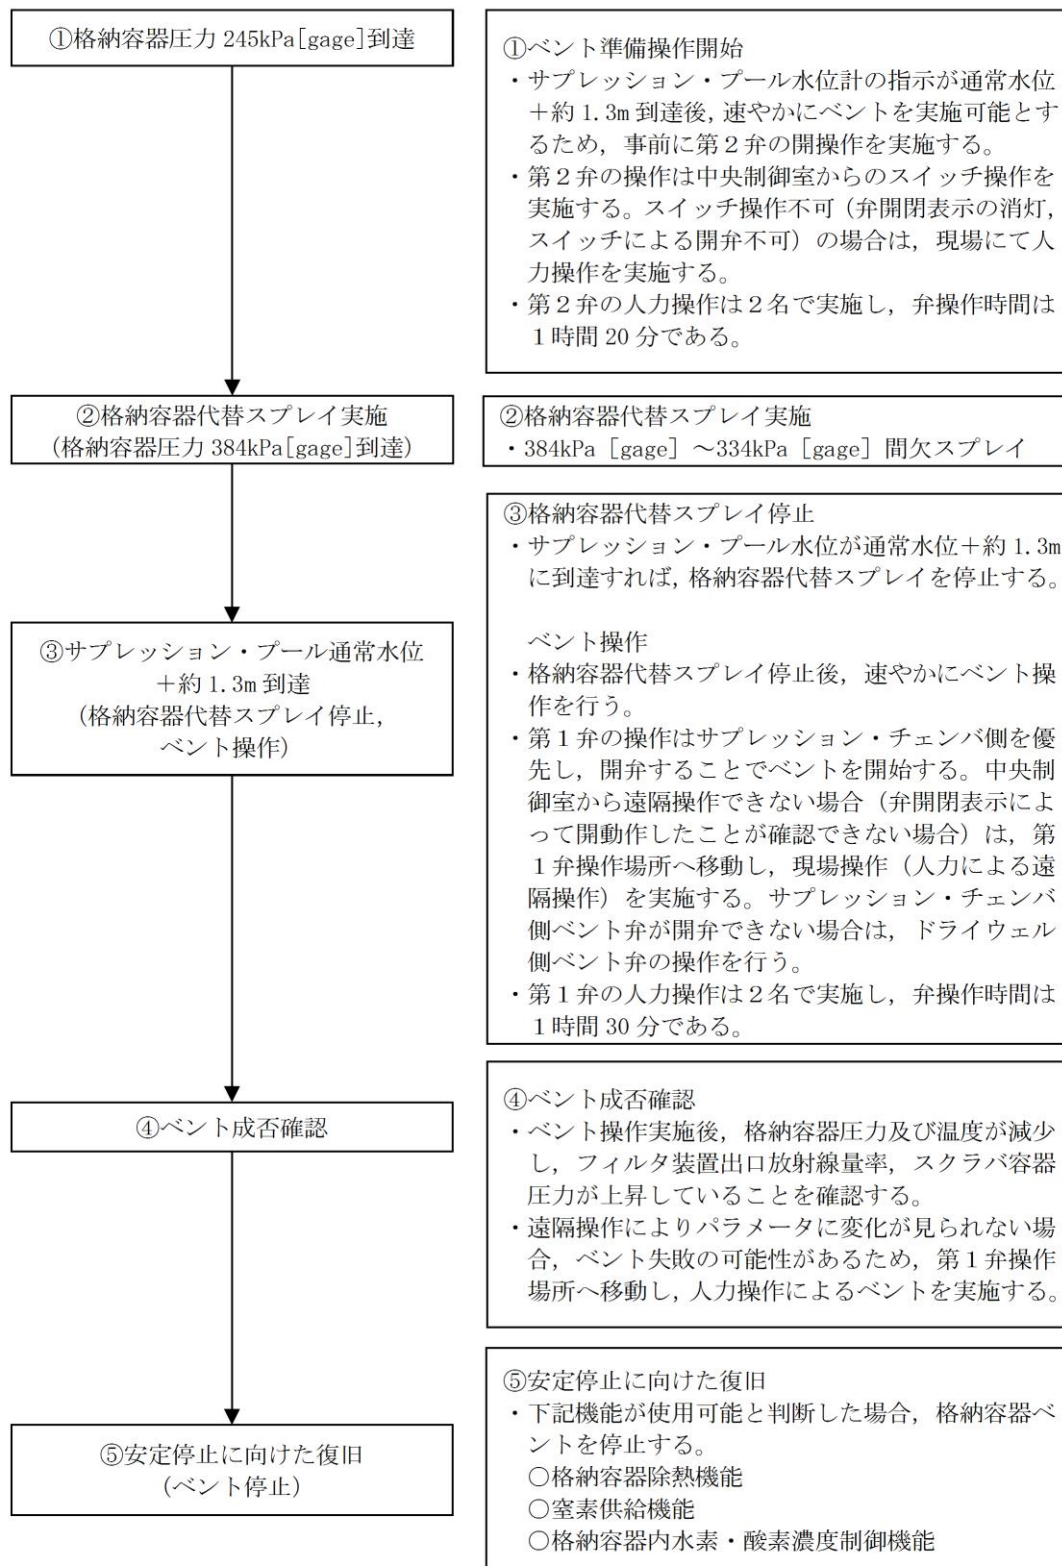 ①格納容器圧力 245kPa[gage]到達
①ベント準備操作開始
・サプレッション・プール水位計の指示が通常水位
＋約 1.3m 到達後，速やかにベントを実施可能とす
るため，事前に第２弁の開操作を実施する。
・第２弁の操作は中央制御室からのスイッチ操作を
実施する。スイッチ操作不可（弁開閉表示の消灯，
スイッチによる開弁不可）の場合は，現場にて人
力操作を実施する。
・第２弁の人力操作は２名で実施し，弁操作時間は
１時間 20 分である。
②格納容器代替スプレイ実施
(格納容器圧力 384kPa[gage]到達)
②格納容器代替スプレイ実施
・384kPa［gage］～334kPa［gage］間欠スプレイ
③サプレッション・プール通常水位
＋約 1.3m 到達
(格納容器代替スプレイ停止，
ベント操作)
③格納容器代替スプレイ停止
・サプレッション・プール水位が通常水位＋約 1.3m
に到達すれば，格納容器代替スプレイを停止する。
ベント操作
・格納容器代替スプレイ停止後，速やかにベント操
作を行う。
・第１弁の操作はサプレッション・チェンバ側を優
先し，開弁することでベントを開始する。中央制
御室から遠隔操作できない場合（弁開閉表示によ
って開動作したことが確認できない場合）は，第
１弁操作場所へ移動し，現場操作（人力による遠
隔操作）を実施する。サプレッション・チェンバ
側ベント弁が開弁できない場合は，ドライウェル
側ベント弁の操作を行う。
・第１弁の人力操作は２名で実施し，弁操作時間は
１時間 30 分である。
④ベント成否確認
④ベント成否確認
・ベント操作実施後，格納容器圧力及び温度が減少
し，フィルタ装置出口放射線量率，スクラバ容器
圧力が上昇していることを確認する。
・遠隔操作によりパラメータに変化が見られない場
合，ベント失敗の可能性があるため，第１弁操作
場所へ移動し，人力操作によるベントを実施する。
⑤安定停止に向けた復旧
(ベント停止)
⑤安定停止に向けた復旧
・下記機能が使用可能と判断した場合，格納容器ベ
ントを停止する。
○格納容器除熱機能
○窒素供給機能
○格納容器内水素・酸素濃度制御機能